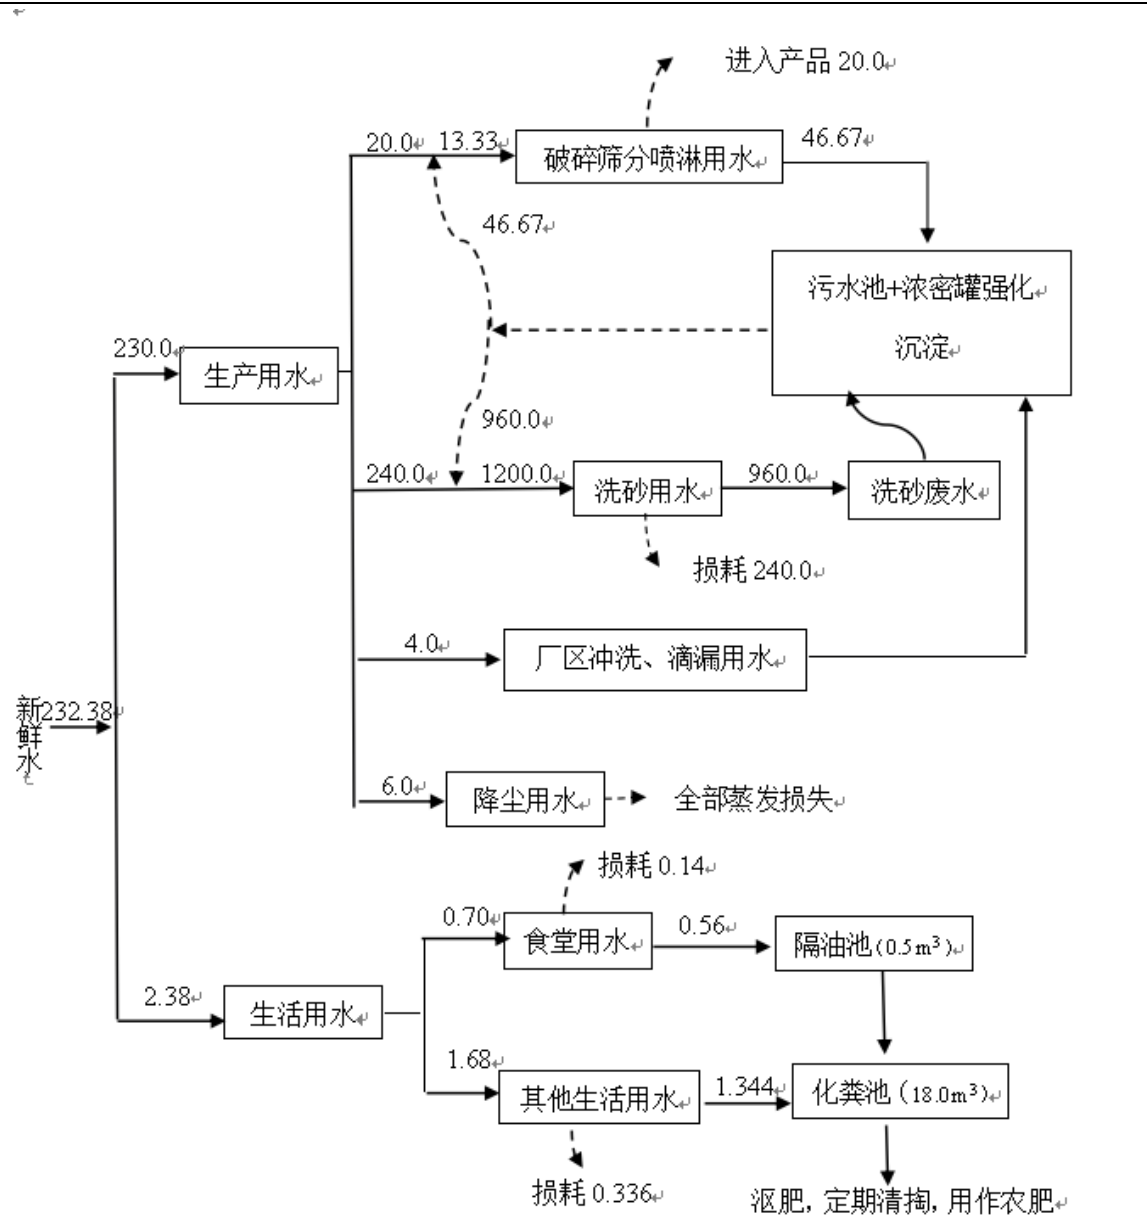 进入产品 20.0
20.0 13.33
破碎筛分喷淋用水
46.67
46.67
污水池+浓密罐强化
沉淀
230.0
生产用水
960.0
240.0 1200.0
洗砂用水
960.0
洗砂废水
损耗 240.0
4.0
厂区冲洗、滴漏用水
新
鲜
水
232.38
6.0
降尘用水
全部蒸发损失
损耗 0.14
0.70
食堂用水
0.56
隔油池(0.5m³)
2.38
生活用水
1.68
其他生活用水
1.344
化粪池（18.0m³)
损耗 0.336
沤肥, 定期清掏, 用作农肥